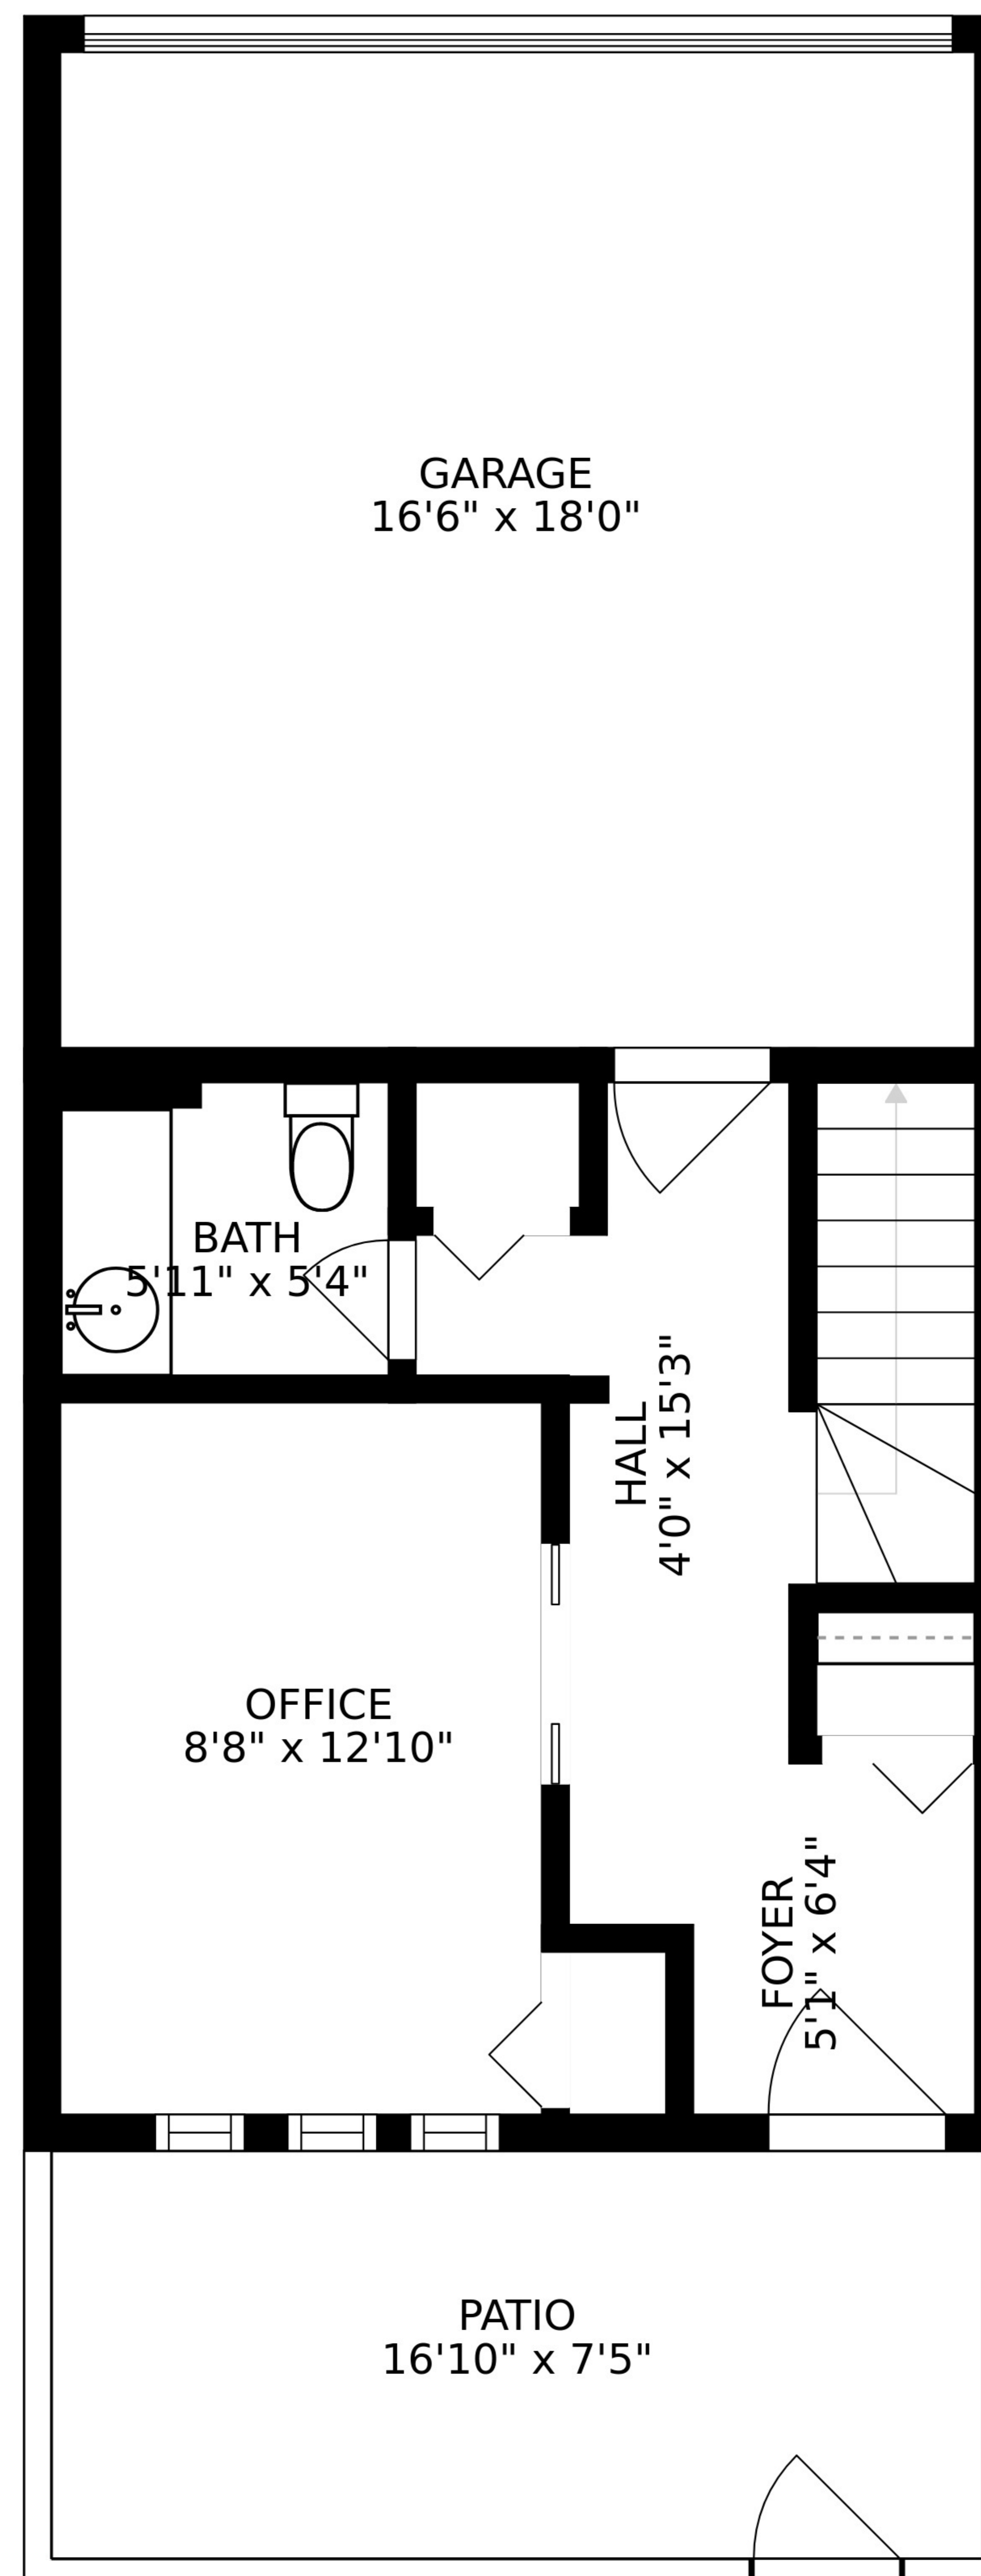 GARAGE
16'6" x 18'0"
BATH
5'11" x 5'4"
HALL
4'0" x 15'3"
OFFICE
8'8" x 12'10"
FOYER
5'1" x 6'4"
PATIO
16'10" x 7'5"